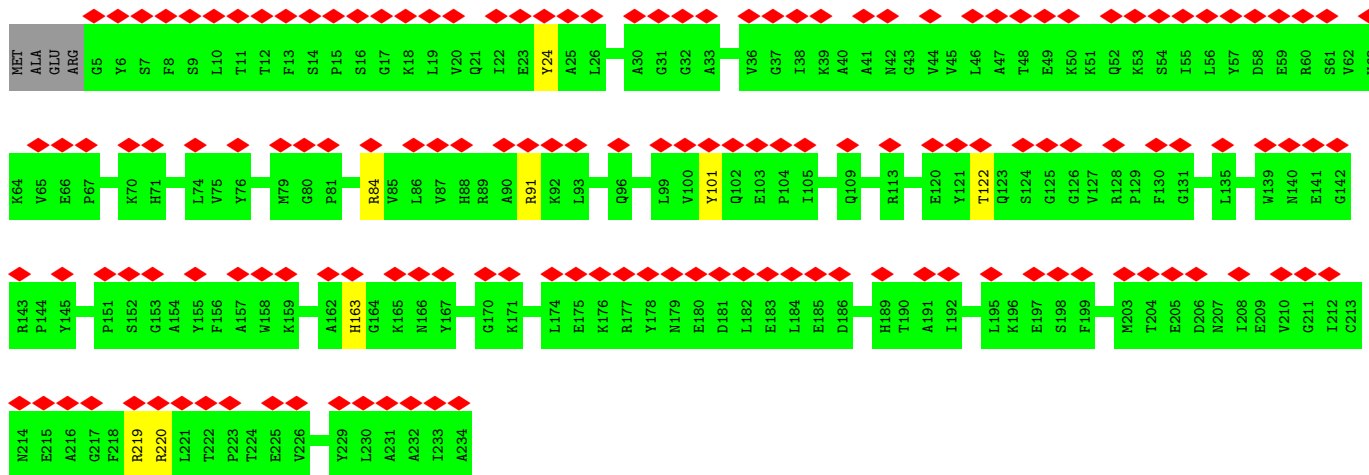 MET ALA GLU ARG G5 Y6 S7 F8 S9 L10 T11 T12 F13 S14 P15 S16 G17 K18 L19 V20 Q21 I22 E23 Y24 A25 L26 A30 G31 G32 A33 V36 G37 I38 K39 A40 A41 N42 G43 V44 V45 L46 A47 T48 E49 K50 K51 Q52 K53 S54 I55 L56 Y57 D58 E59 R60 S61 V62
K64 V65 E66 P67 K70 H71 L74 V75 Y76 M79 G80 P81 R84 V85 L86 V87 H88 R89 A90 R91 K92 L93 Q96 L99 V100 Y101 Q102 E103 P104 I105 Q109 R113 E120 Y121 T122 Q123 S124 G125 G126 V127 R128 P129 F130 G131 L135 W139 N140 E141 G142
R143 P144 Y145 P151 S152 G153 A154 Y155 F156 A157 W158 K159 A162 H163 G164 K165 N166 Y167 G170 K171 L174 E175 K176 R177 Y178 N179 E180 D181 L182 E183 L184 E185 D186 H189 T190 A191 I192 L195 K196 E197 S198 F199 M203 T204 E205 D206 N207 I208 E209 V210 G211 I212 C213
N214 E215 A216 G217 F218 R219 R220 L221 T222 P223 T224 E225 V226 Y229 L230 A231 A232 I233 A234